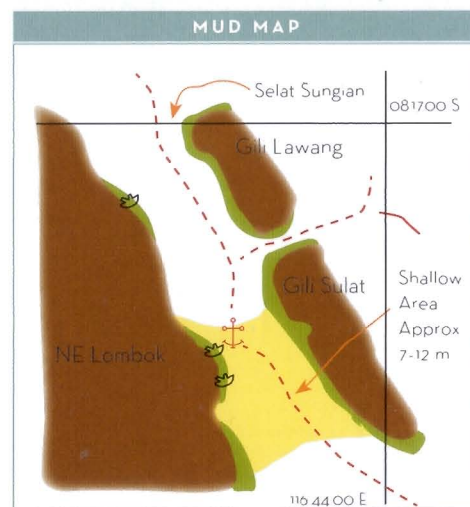 MUD MAP
Selat Sungian
081700 S
Gili Lawang
Gili Sulat
Shallow
Area
Approx
7-12 m
NE Lombok
116 44 00 E